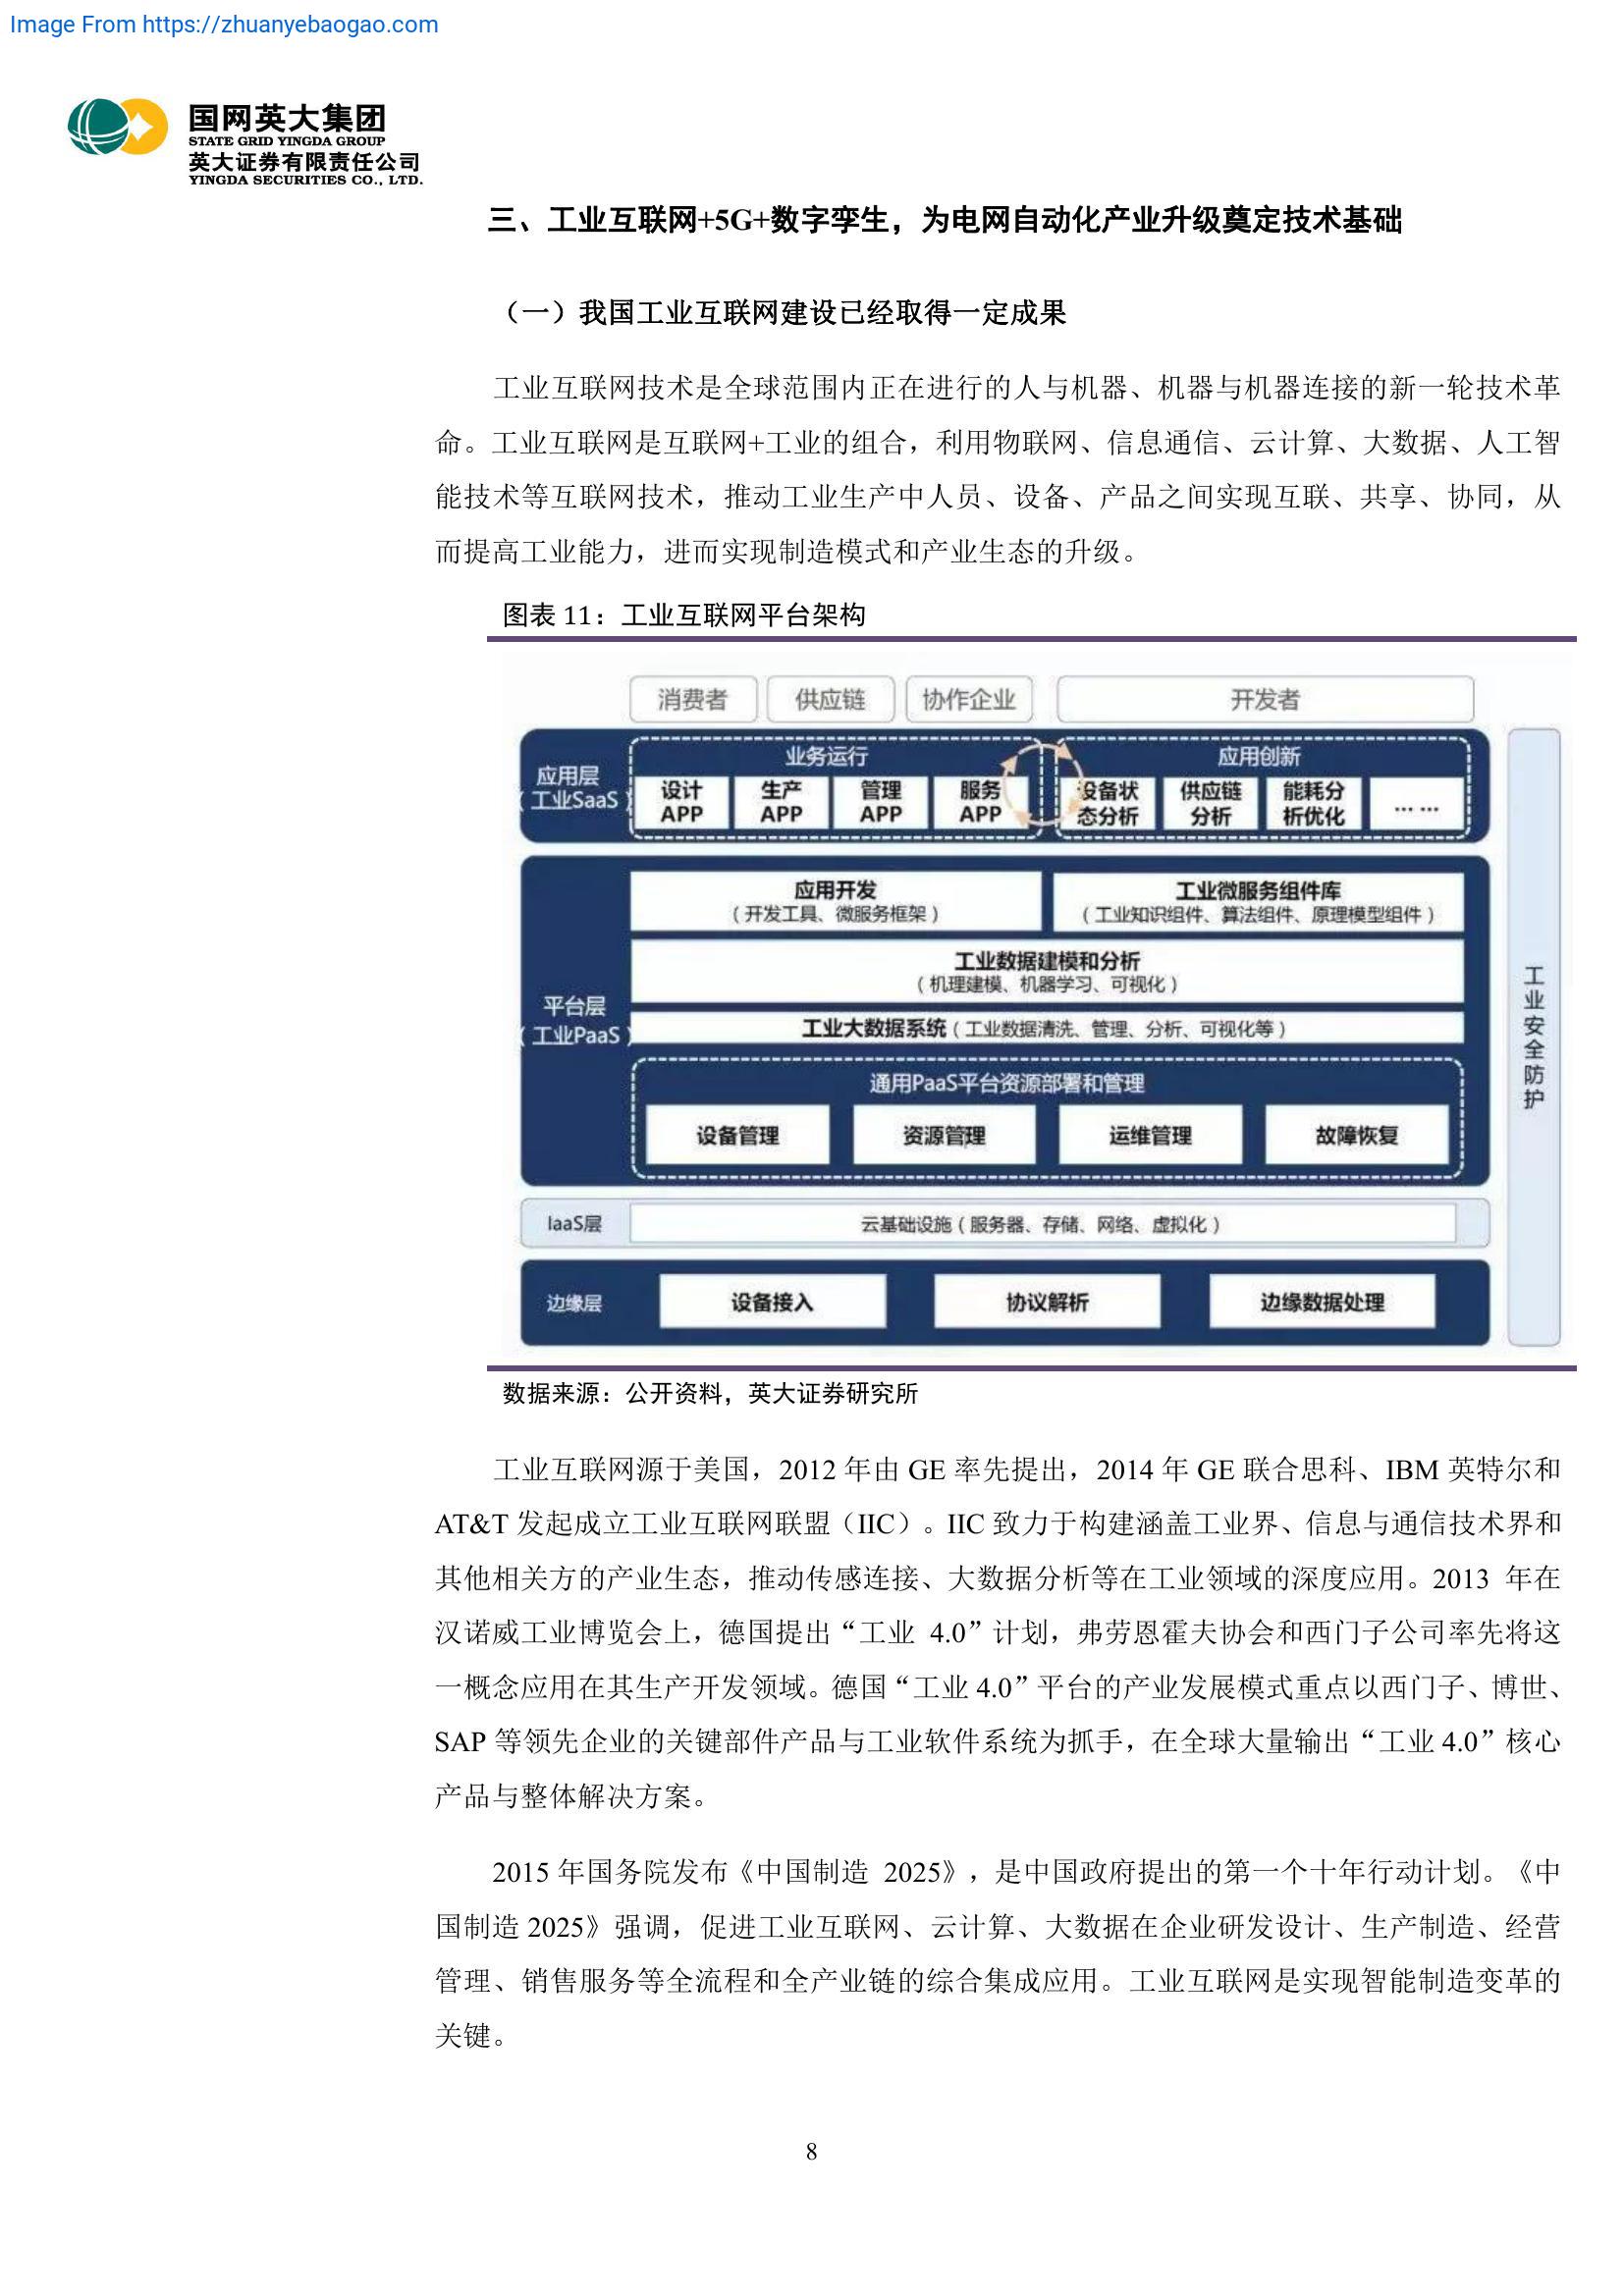 Image From https://zhuanyebaogao.com
国网英大集团
STATE GRID YINGDA GROUP
英大证券有限责任公司
YINGDA SECURITIES CO., LTD.
三、工业互联网+5G+数字孪生，为电网自动化产业升级奠定技术基础
（一）我国工业互联网建设已经取得一定成果
工业互联网技术是全球范围内正在进行的人与机器、机器与机器连接的新一轮技术革
命。工业互联网是互联网+工业的组合，利用物联网、信息通信、云计算、大数据、人工智
能技术等互联网技术，推动工业生产中人员、设备、产品之间实现互联、共享、协同，从
而提高工业能力，进而实现制造模式和产业生态的升级。
图表 11：工业互联网平台架构
消费者 供应链 协作企业 开发者
应用层
（工业SaaS）
业务运行
设计
APP
生产
APP
管理
APP
服务
APP
应用创新
设备状
态分析
供应链
分析
能耗分
析优化
... ...
平台层
（工业PaaS）
应用开发
（开发工具、微服务框架）
工业微服务组件库
（工业知识组件、算法组件、原理模型组件）
工业数据建模和分析
（机理建模、机器学习、可视化）
工业大数据系统（工业数据清洗、管理、分析、可视化等）
通用PaaS平台资源部署和管理
设备管理 资源管理 运维管理 故障恢复
IaaS层
云基础设施（服务器、存储、网络、虚拟化）
边缘层
设备接入 协议解析 边缘数据处理
工业安全防护
数据来源：公开资料，英大证券研究所
工业互联网源于美国，2012 年由 GE 率先提出，2014 年 GE 联合思科、IBM 英特尔和
AT&T 发起成立工业互联网联盟（IIC）。IIC 致力于构建涵盖工业界、信息与通信技术界和
其他相关方的产业生态，推动传感连接、大数据分析等在工业领域的深度应用。2013 年在
汉诺威工业博览会上，德国提出“工业 4.0”计划，弗劳恩霍夫协会和西门子公司率先将这
一概念应用在其生产开发领域。德国“工业 4.0”平台的产业发展模式重点以西门子、博世、
SAP 等领先企业的关键部件产品与工业软件系统为抓手，在全球大量输出“工业 4.0”核心
产品与整体解决方案。
2015 年国务院发布《中国制造 2025》，是中国政府提出的第一个十年行动计划。《中
国制造 2025》强调，促进工业互联网、云计算、大数据在企业研发设计、生产制造、经营
管理、销售服务等全流程和全产业链的综合集成应用。工业互联网是实现智能制造变革的
关键。
8